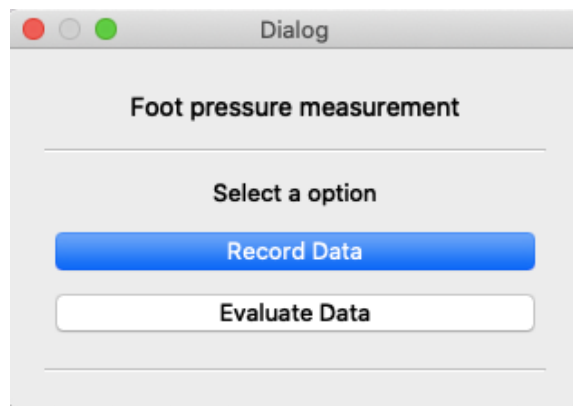 Dialog
Foot pressure measurement
Select a option
Record Data
Evaluate Data